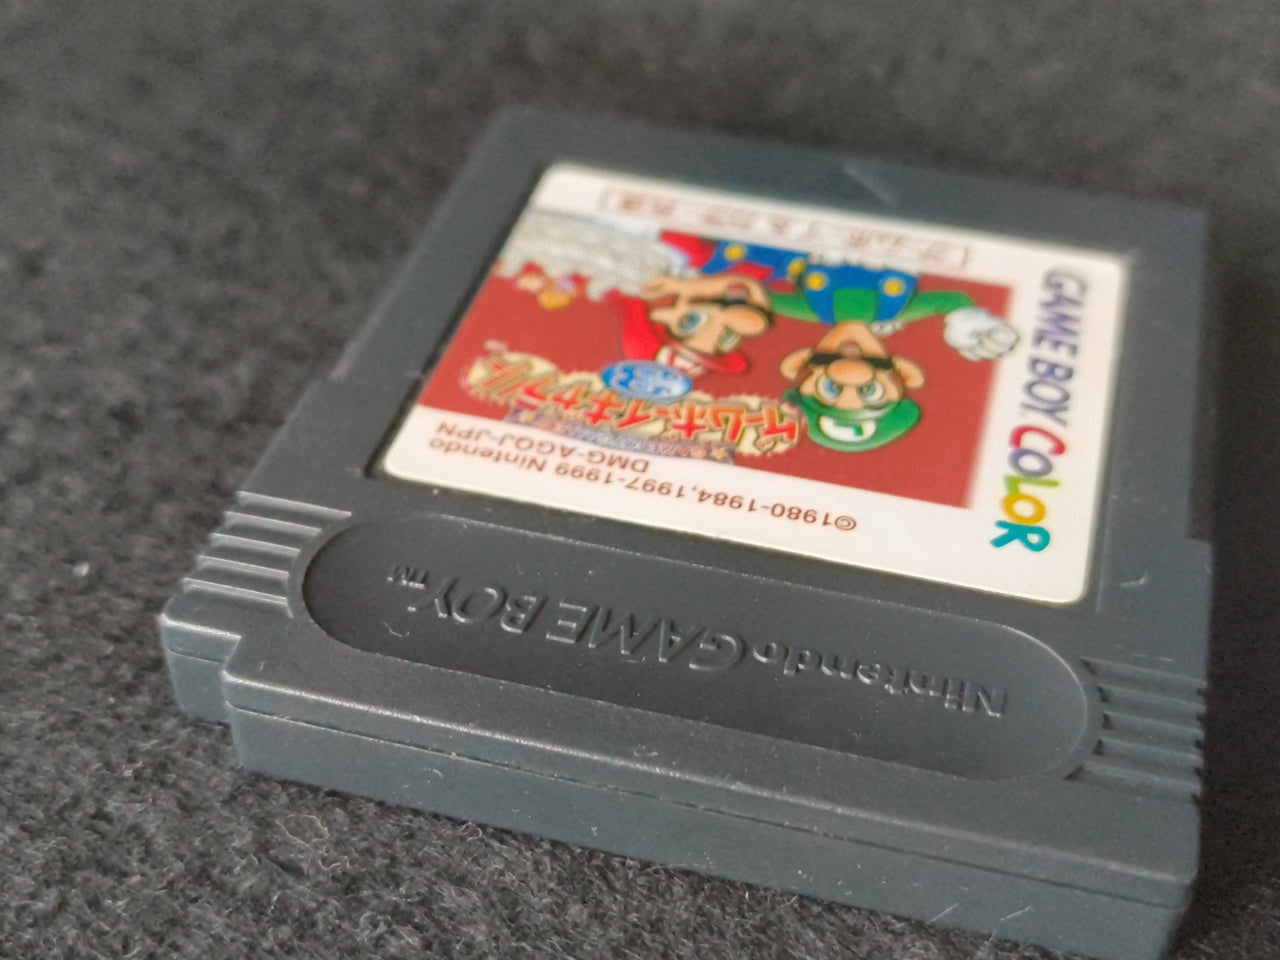 Nintendo GAME BOY™
GAME BOY COLOR
ゲームボーイギャラリー3
©1980-1984,1997-1999 Nintendo
DMG-AGQJ-JPN